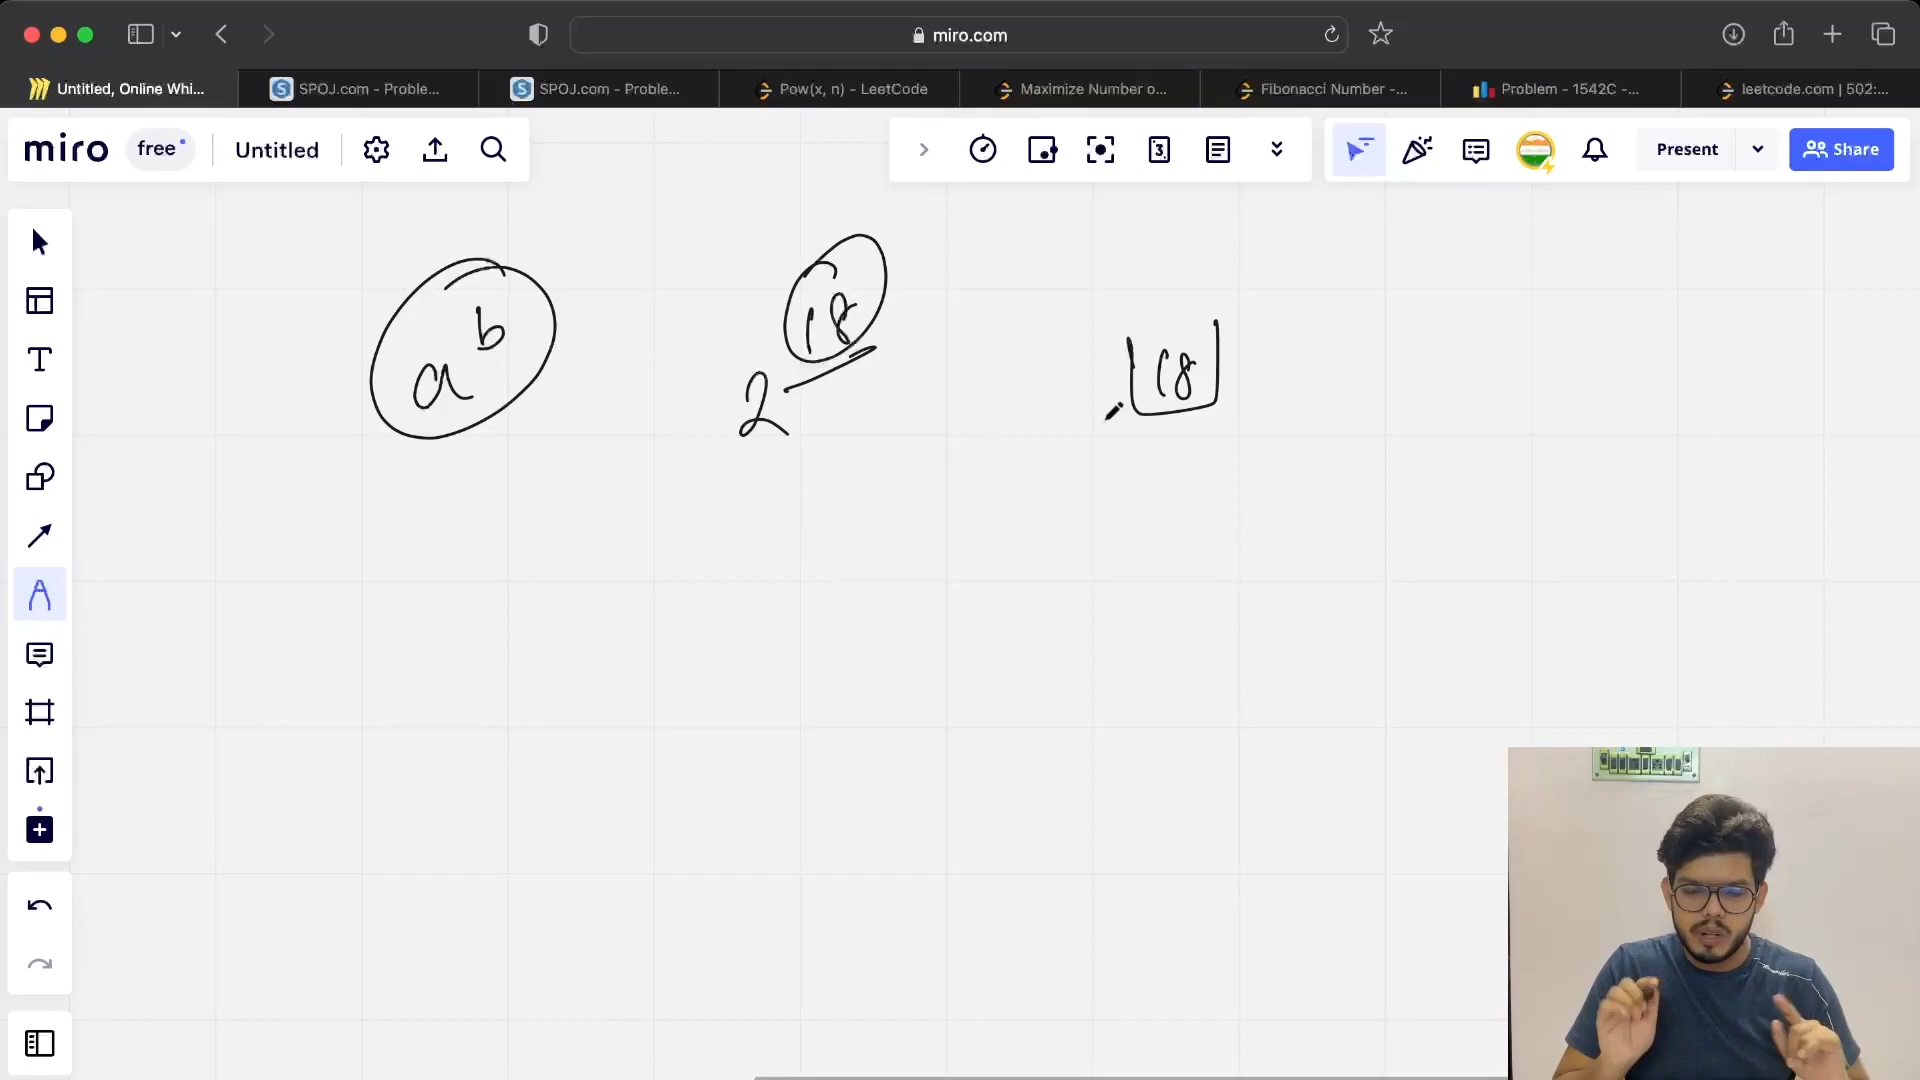 miro.com
Untitled, Online Whi...
SPOJ.com - Proble...
SPOJ.com - Proble...
Pow(x, n) - LeetCode
Maximize Number o...
Fibonacci Number -...
Problem - 1542C -...
leetcode.com | 502:...
miro free Untitled
3
Present
Share
a^b
2^18
18